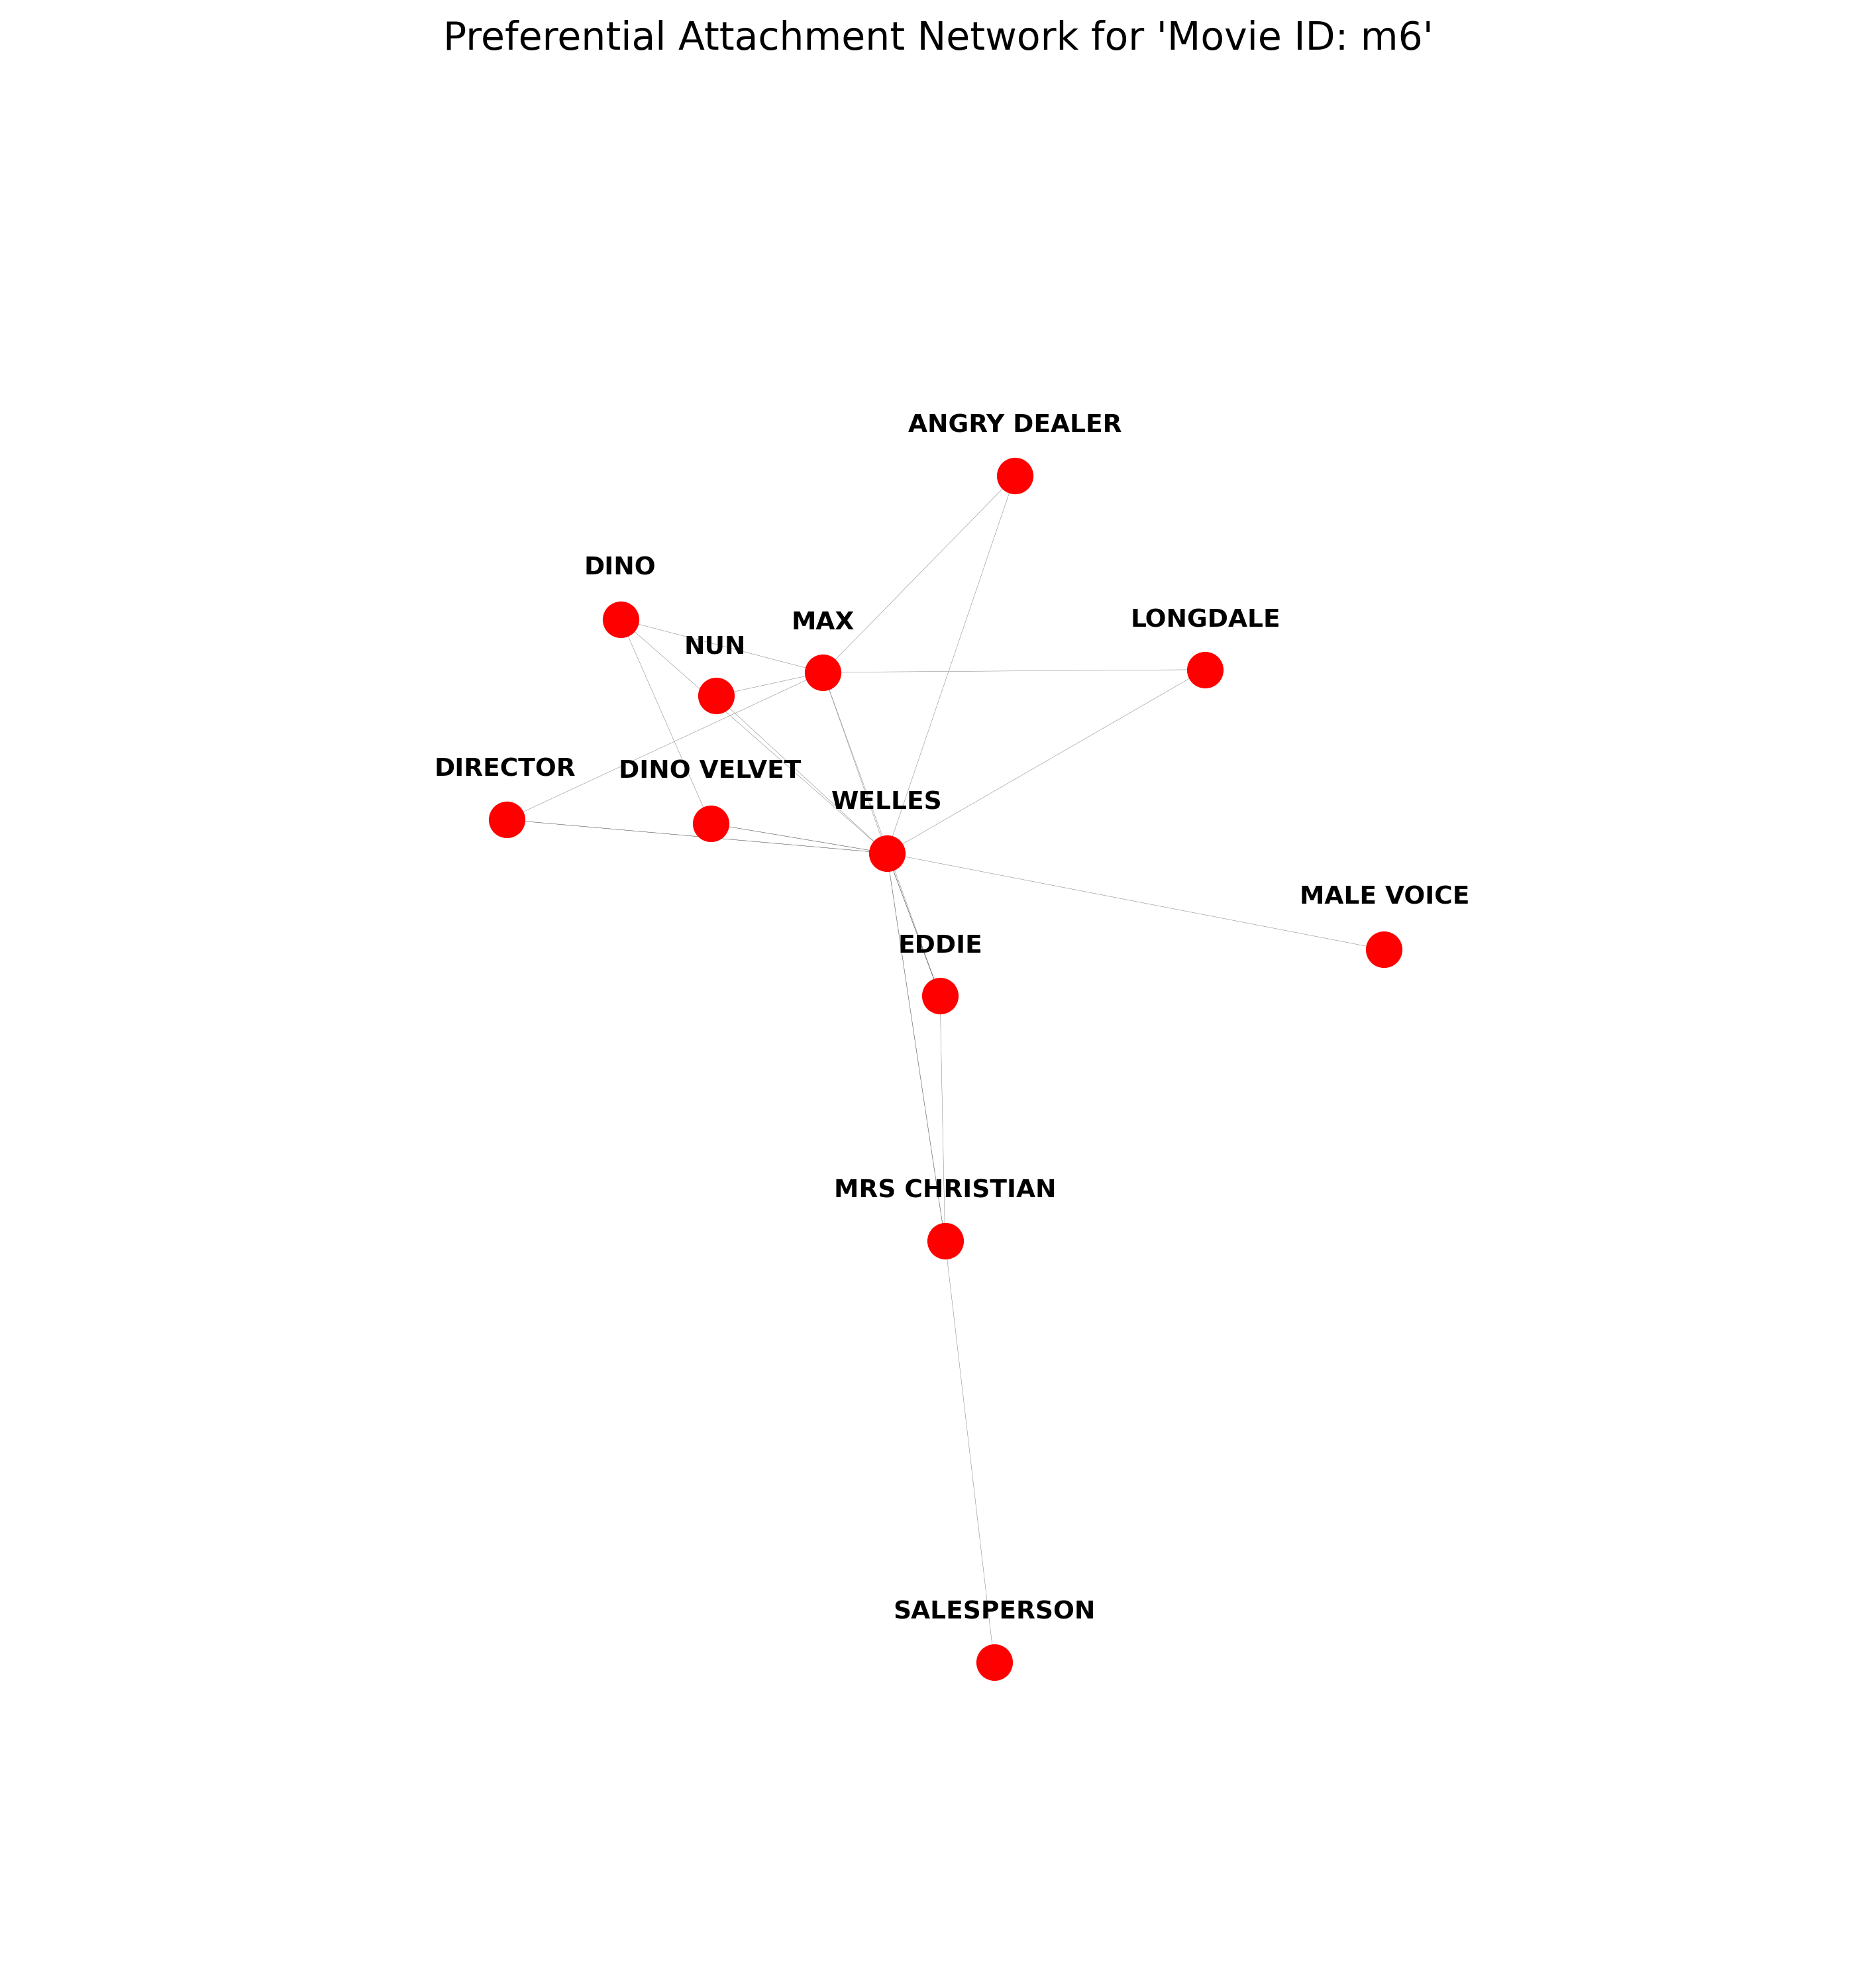 Preferential Attachment Network for 'Movie ID: m6'
ANGRY DEALER
DINO
LONGDALE
MAX
NUN
DIRECTOR
DINO VELVET
WELLES
MALE VOICE
EDDIE
MRS CHRISTIAN
SALESPERSON